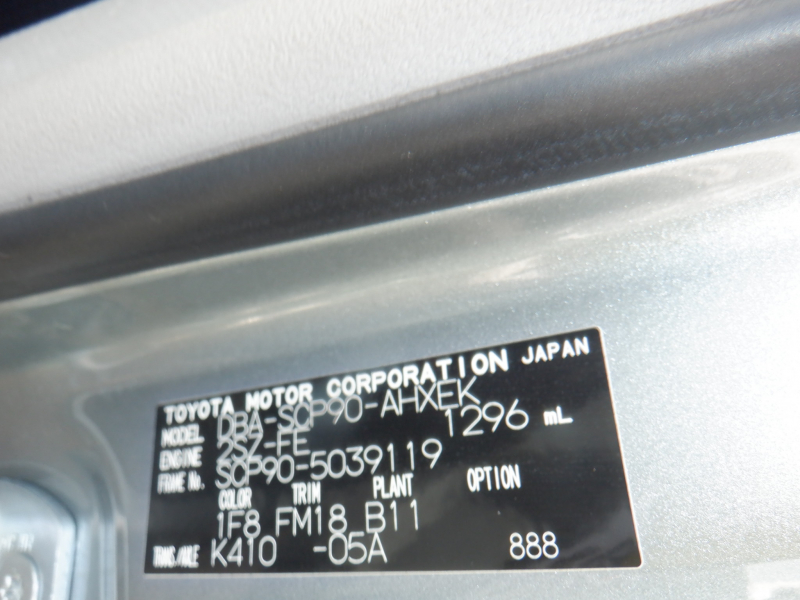 TOYOTA MOTOR CORPORATION JAPAN
MODEL DBA-SCP90-AHXEK
ENGINE 2SZ-FE 1296 mL
FRAME No. SCP90-5039119
COLOR TRIM PLANT OPTION
1F8 FM18 B11
TRANS/AXLE K410 -05A 888